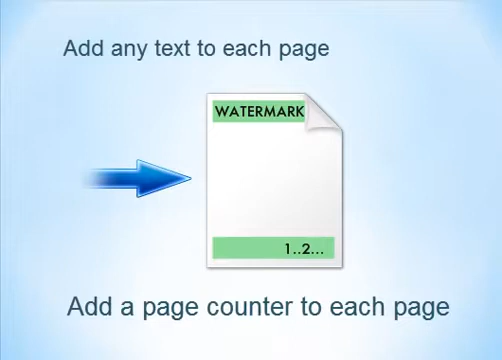 Add any text to each page
WATERMARK
1..2...
Add a page counter to each page